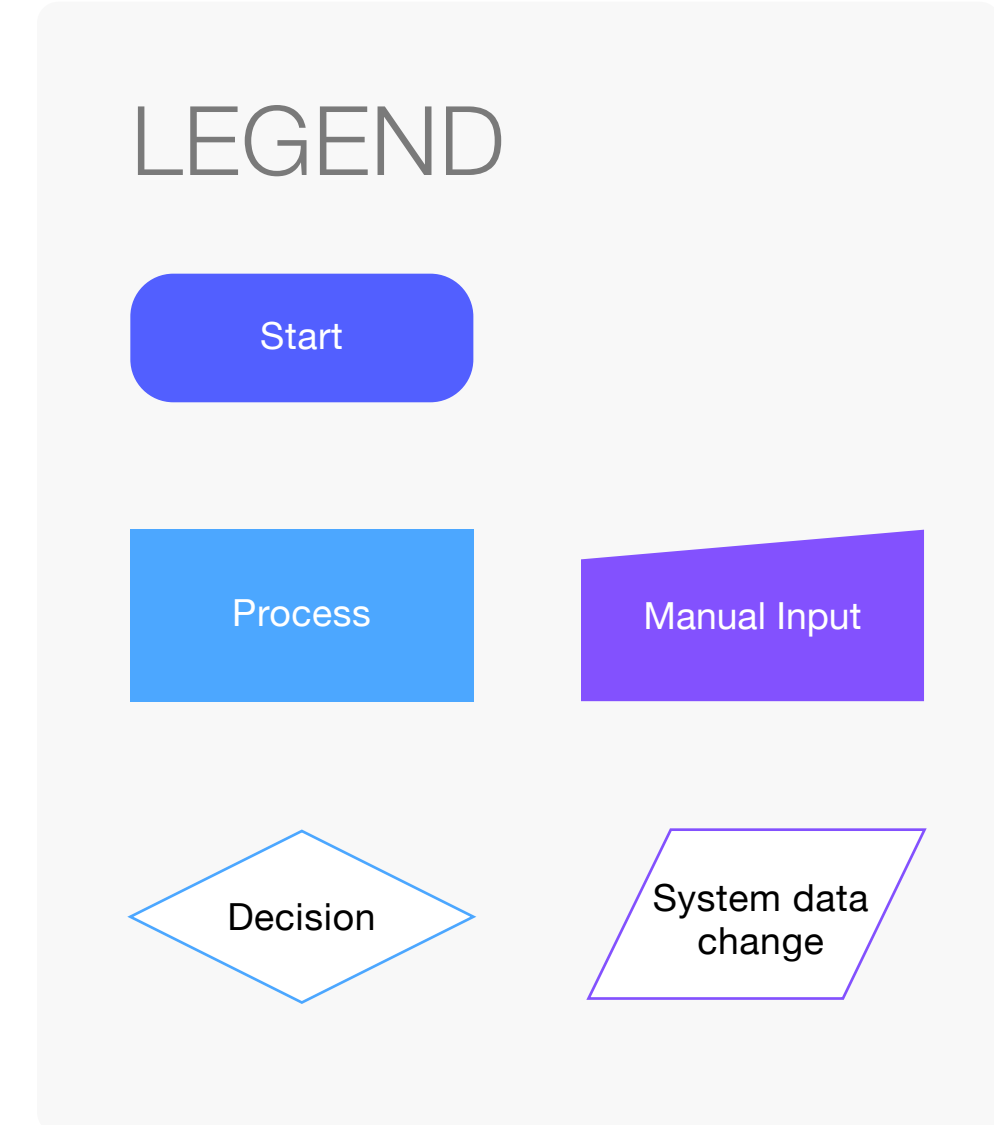 LEGEND
Start
Process
Manual Input
Decision
System data
change